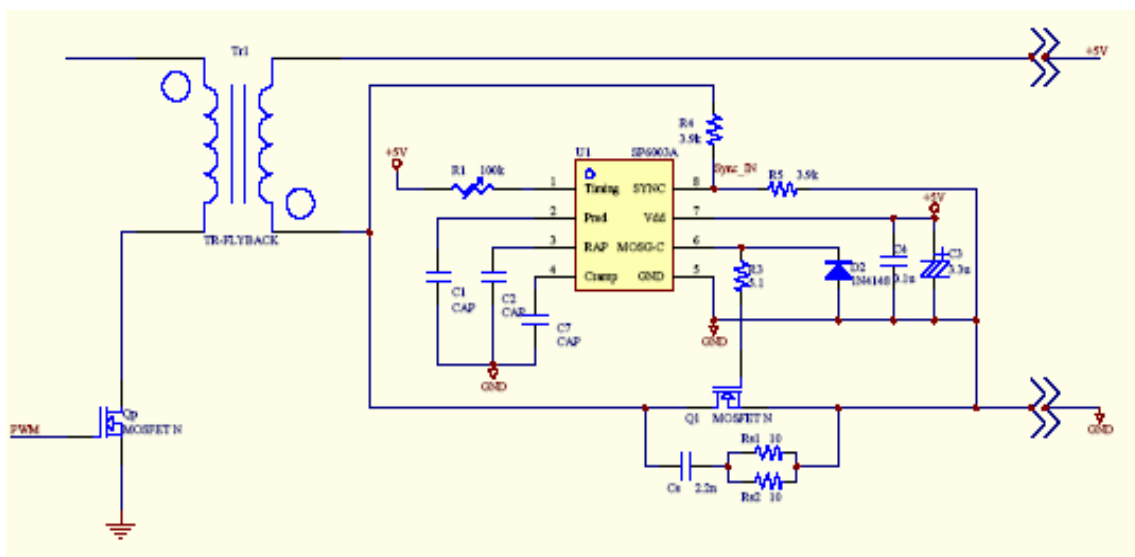 Tr1
+5V
R4
3.9k
+5V
U1
SP6003A
R1 100k
Sync_IN
R5 3.9k
1 Timing SYNC 8
+5V
2 Pred Vdd 7
TR-FLYBACK
3 RAP MOSG-C 6
4 Cramp GND 5
R3
5.1
D2
1N4148
C4
0.1u
C3
3.3u
C1
CAP
C2
CAP
C7
CAP
GND
GND
Qp
MOSFET N
Q1 MOSFET N
PWM
GND
Rs1 10
Cs 2.2n
Rs2 10